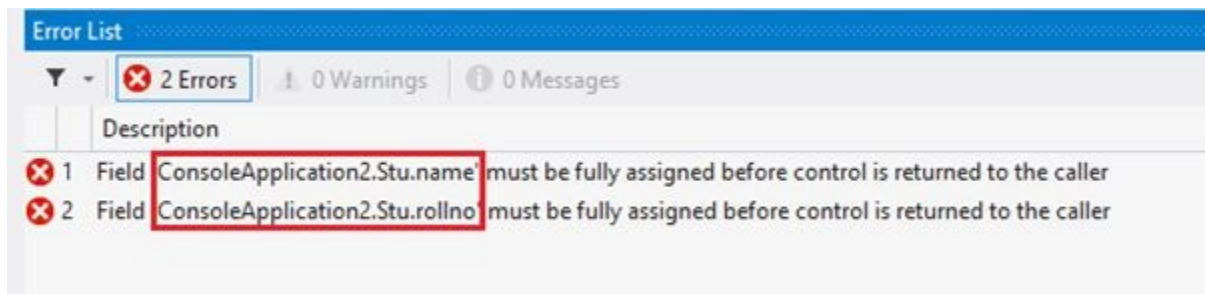 Error List
2 Errors 0 Warnings 0 Messages
Description
1 Field 'ConsoleApplication2.Stu.name' must be fully assigned before control is returned to the caller
2 Field 'ConsoleApplication2.Stu.rollno' must be fully assigned before control is returned to the caller